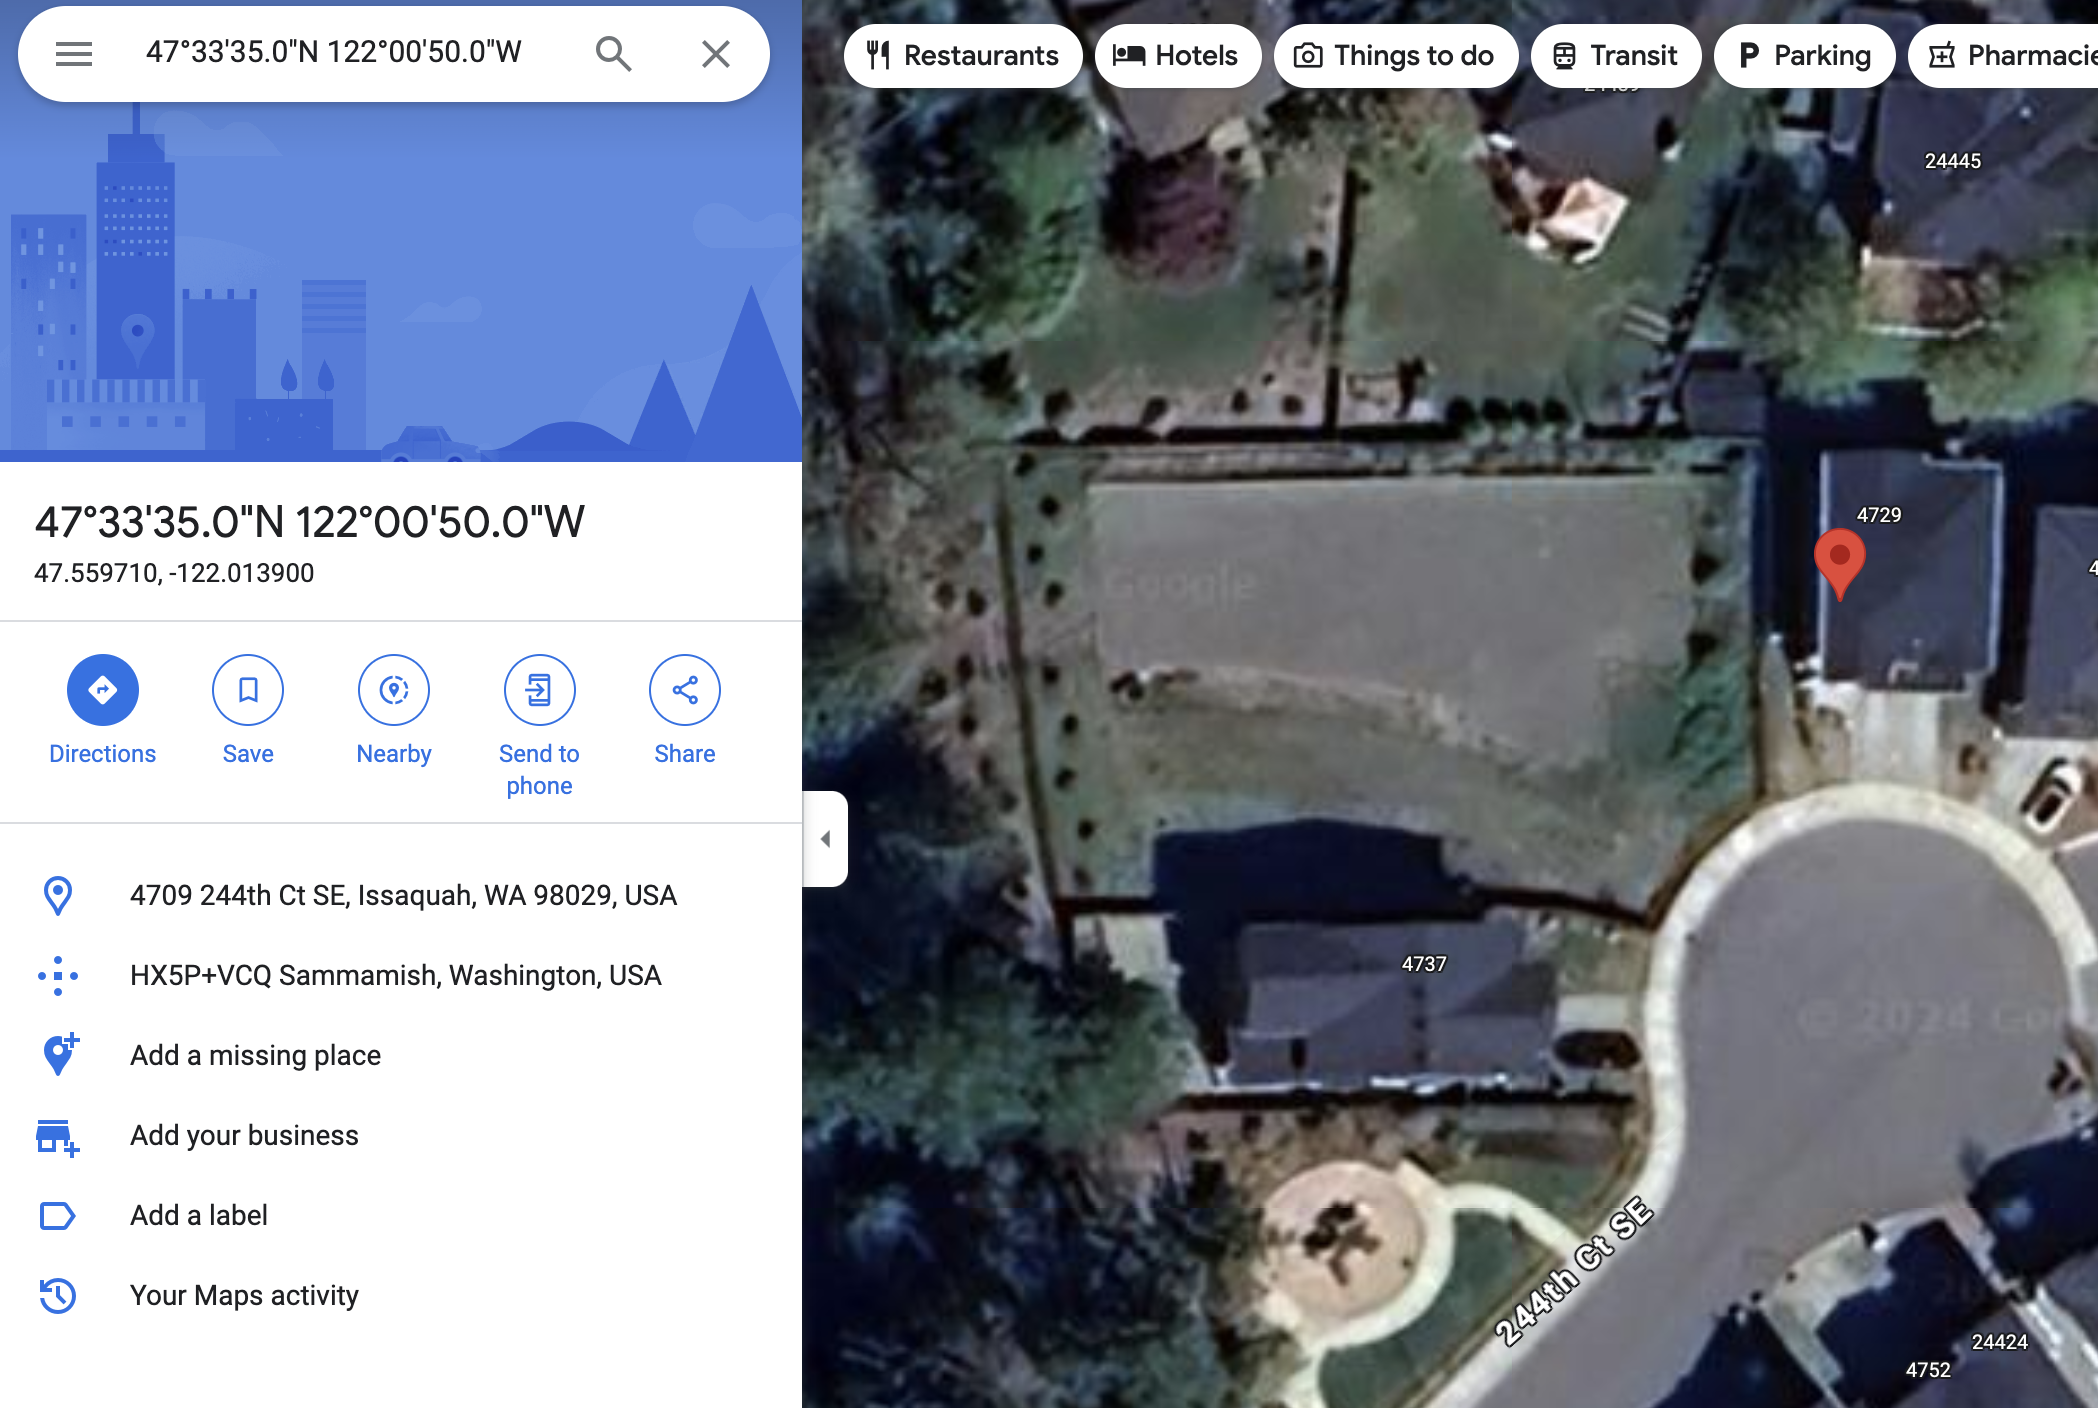 47°33'35.0"N 122°00'50.0"W
Restaurants
Hotels
Things to do
Transit
Parking
24445
47°33'35.0"N 122°00'50.0"W
47.559710, -122.013900
4729
Google
Directions
Save
Nearby
Send to
phone
Share
4709 244th Ct SE, Issaquah, WA 98029, USA
HX5P+VCQ Sammamish, Washington, USA
4737
© 2024
Add a missing place
Add your business
Add a label
244th Ct SE
Your Maps activity
24424
4752